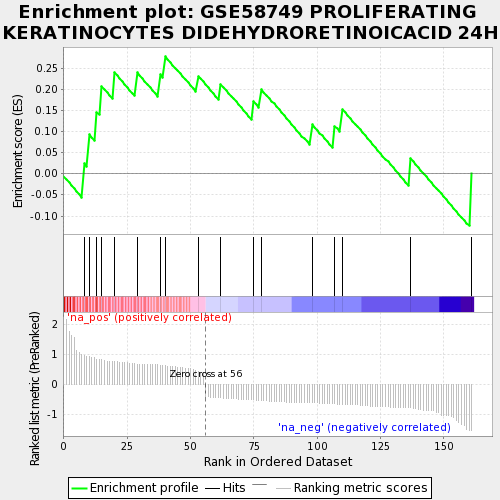 Enrichment plot: GSE58749 PROLIFERATING
KERATINOCYTES DIDEHYDRORETINOICACID 24H
Enrichment score (ES)
0.25
0.20
0.15
0.10
0.05
0.00
-0.05
-0.10
'na_pos' (positively correlated)
Ranked list metric (PreRanked)
2
1
0
-1
Zero cross at 56
'na_neg' (negatively correlated)
0 25 50 75 100 125 150
Rank in Ordered Dataset
Enrichment profile Hits Ranking metric scores